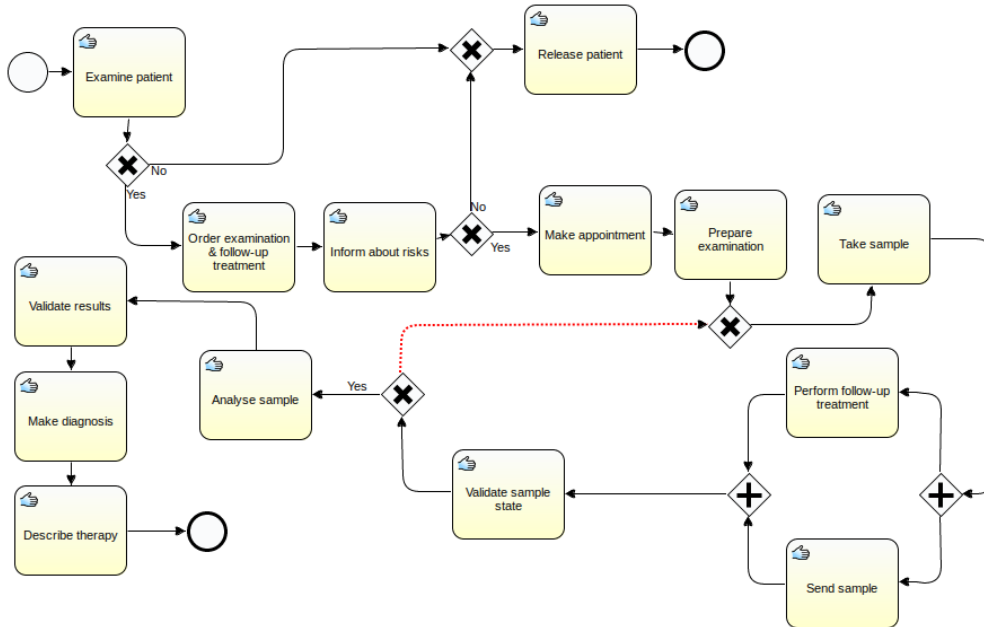 Examine patient
Release patient
No
Yes
Order examination
& follow-up
treatment
Inform about risks
No
Yes
Make appointment
Prepare
examination
Take sample
Validate results
Analyse sample
Yes
Perform follow-up
treatment
Make diagnosis
Validate sample
state
Describe therapy
Send sample